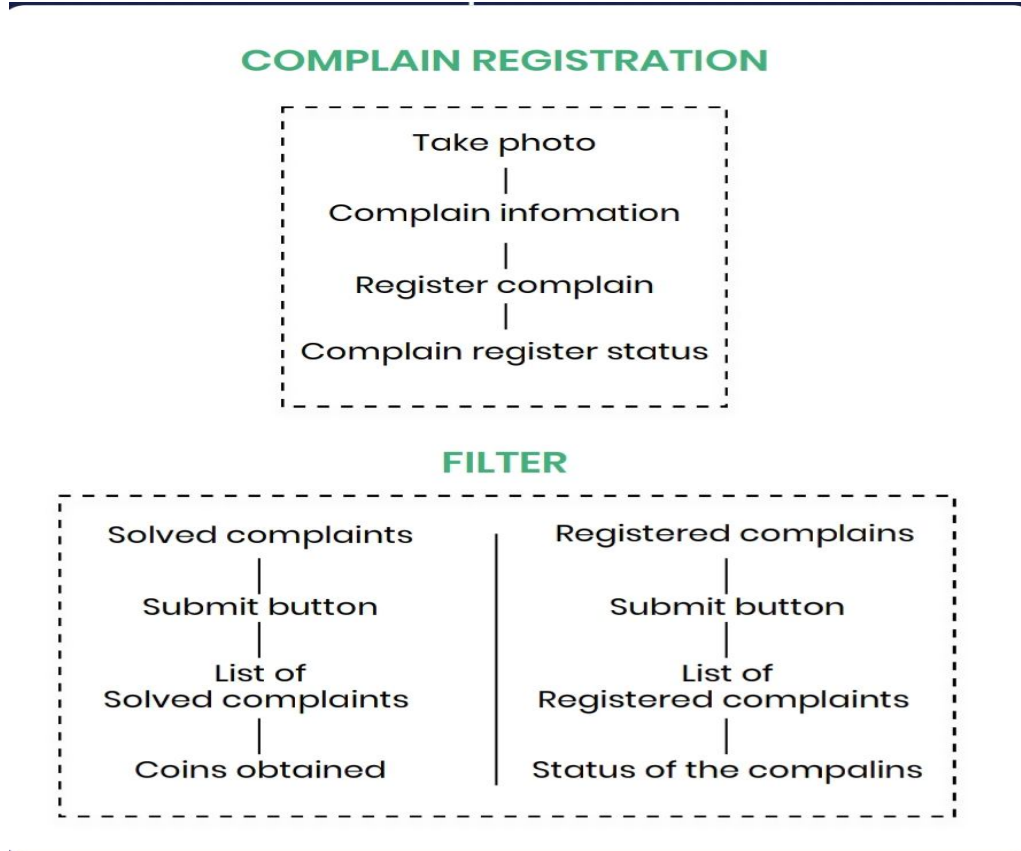 COMPLAIN REGISTRATION
Take photo
Complain infomation
Register complain
Complain register status
FILTER
Solved complaints
Submit button
List of
Solved complaints
Coins obtained
Registered complains
Submit button
List of
Registered complaints
Status of the compalins